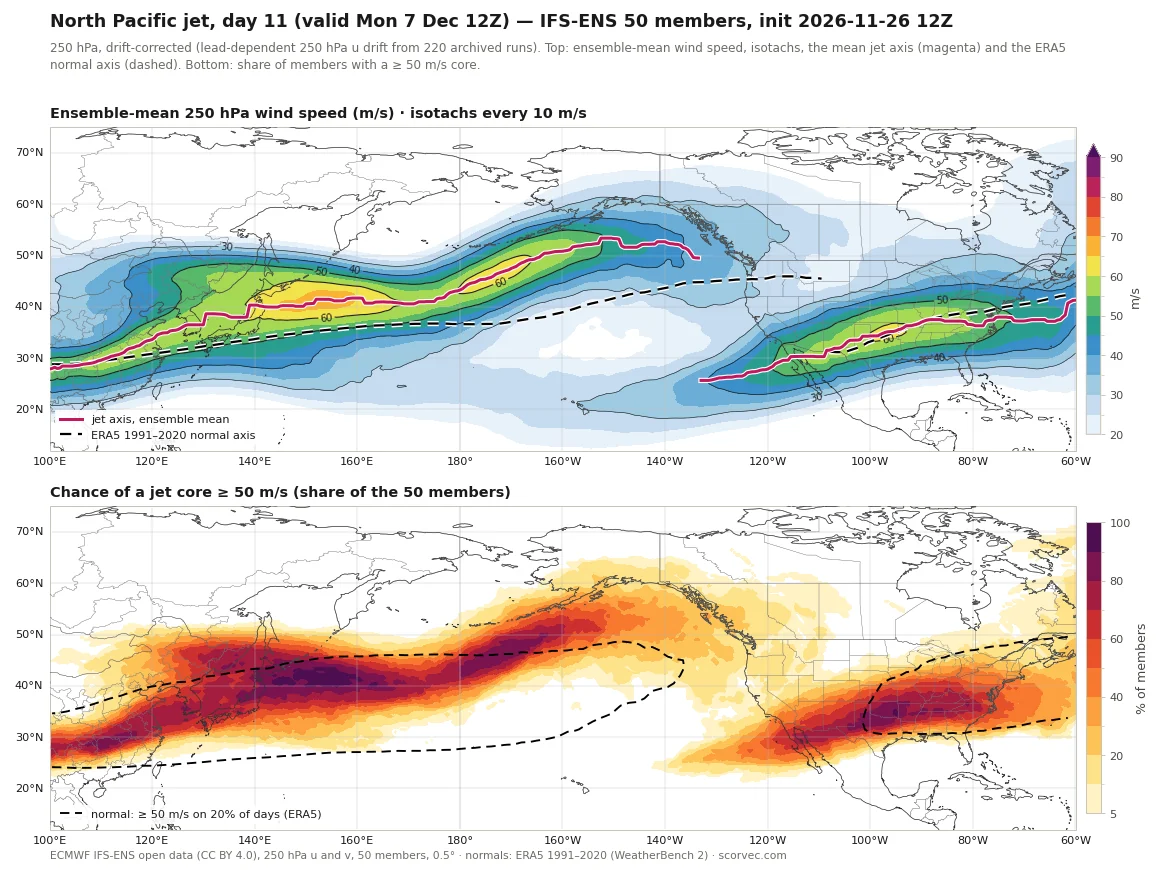 North Pacific jet, day 11 (valid Mon 7 Dec 12Z) — IFS-ENS 50 members, init 2026-11-26 12Z
250 hPa, drift-corrected (lead-dependent 250 hPa u drift from 220 archived runs). Top: ensemble-mean wind speed, isotachs, the mean jet axis (magenta) and the ERA5
normal axis (dashed). Bottom: share of members with a ≥ 50 m/s core.
Ensemble-mean 250 hPa wind speed (m/s) · isotachs every 10 m/s
70°N
60°N
50°N
40°N
30°N
20°N
30
50
40
60
60
50
60
30
40
30
90
80
70
60
50
40
30
20
m/s
jet axis, ensemble mean
ERA5 1991–2020 normal axis
100°E 120°E 140°E 160°E 180° 160°W 140°W 120°W 100°W 80°W 60°W
Chance of a jet core ≥ 50 m/s (share of the 50 members)
70°N
60°N
50°N
40°N
30°N
20°N
100
80
60
40
20
5
% of members
normal: ≥ 50 m/s on 20% of days (ERA5)
100°E 120°E 140°E 160°E 180° 160°W 140°W 120°W 100°W 80°W 60°W
ECMWF IFS-ENS open data (CC BY 4.0), 250 hPa u and v, 50 members, 0.5° · normals: ERA5 1991–2020 (WeatherBench 2) · scorvec.com